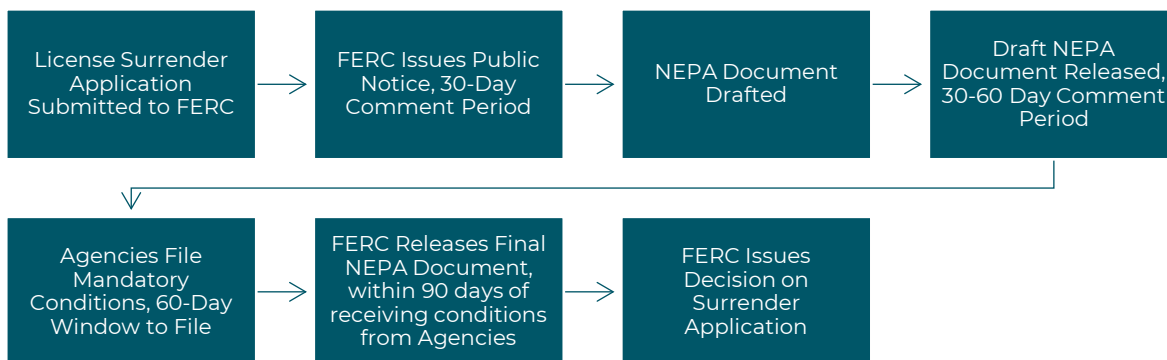 License Surrender
Application
Submitted to FERC
FERC Issues Public
Notice, 30-Day
Comment Period
NEPA Document
Drafted
Draft NEPA
Document Released,
30-60 Day Comment
Period
Agencies File
Mandatory
Conditions, 60-Day
Window to File
FERC Releases Final
NEPA Document,
within 90 days of
receiving conditions
from Agencies
FERC Issues
Decision on
Surrender
Application